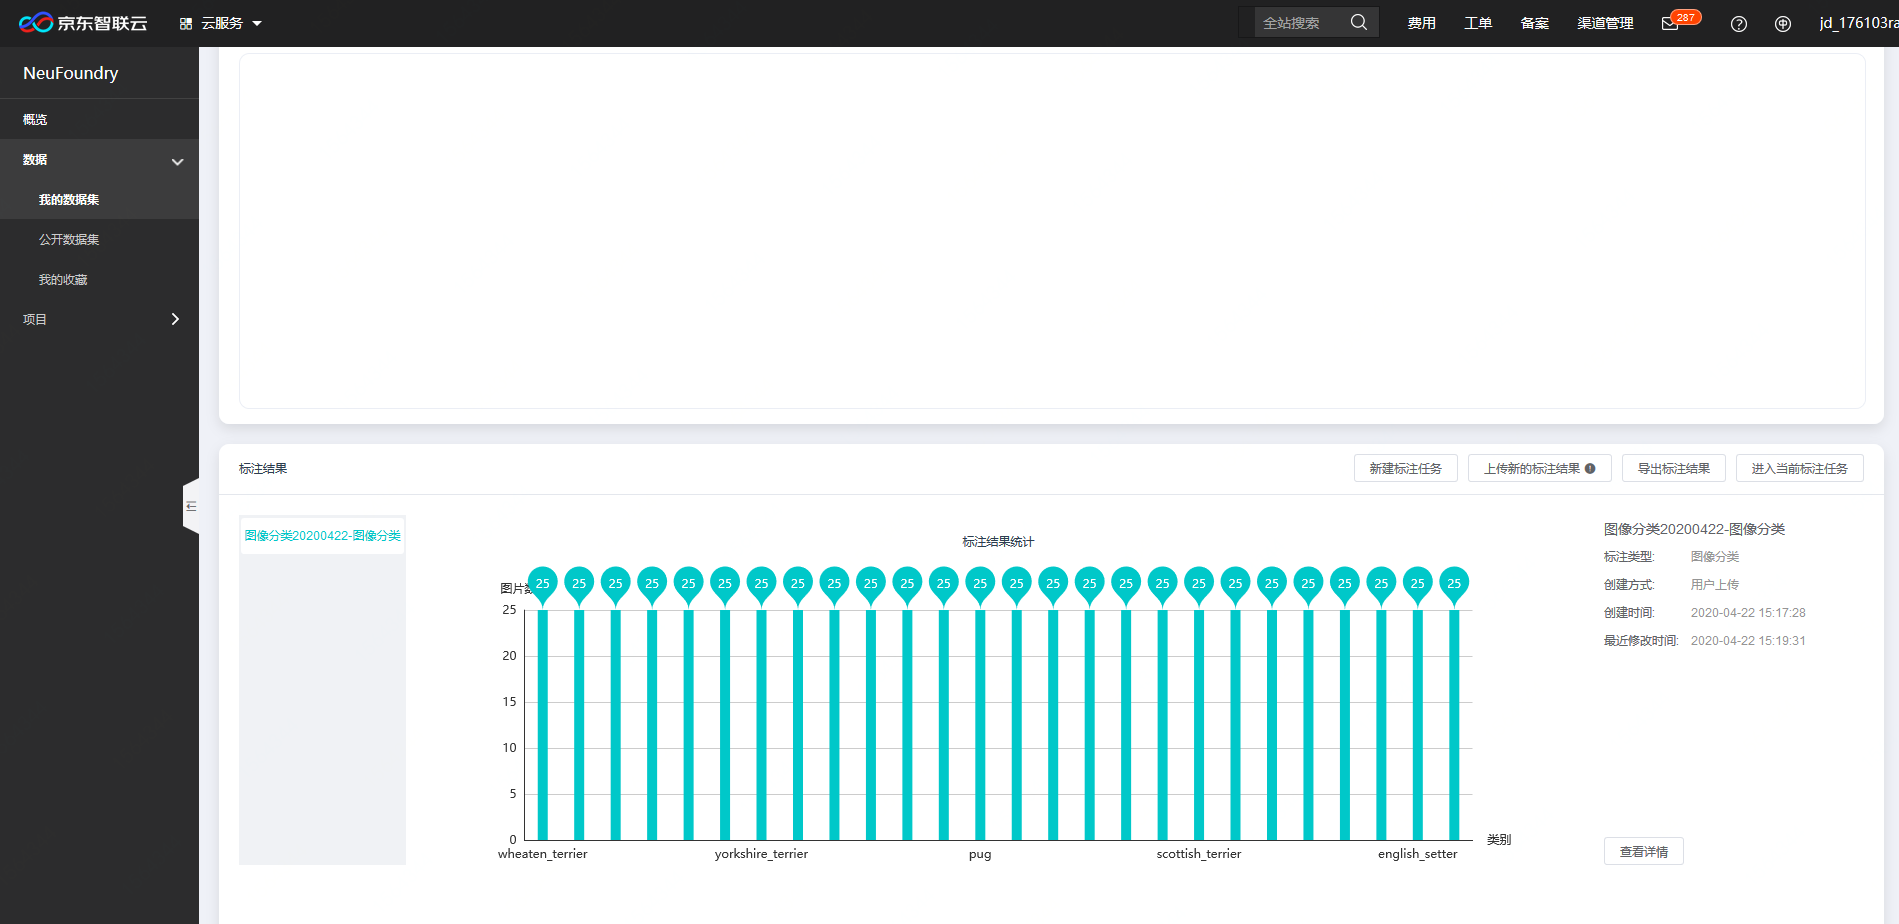 京东智联云 云服务 全站搜索 费用 工单 备案 渠道管理 287 jd_176103ra
NeuFoundry
概览
数据
我的数据集
公开数据集
我的收藏
项目
标注结果 新建标注任务 上传新的标注结果 导出标注结果 进入当前标注任务
图像分类20200422-图像分类
标注结果统计
图片数
25 25 25 25 25 25 25 25 25 25 25 25 25 25 25 25 25 25 25 25 25 25 25 25 25 25
25
20
15
10
5
0
wheaten_terrier yorkshire_terrier pug scottish_terrier english_setter
类别
图像分类20200422-图像分类
标注类型: 图像分类
创建方式: 用户上传
创建时间: 2020-04-22 15:17:28
最近修改时间: 2020-04-22 15:19:31
查看详情